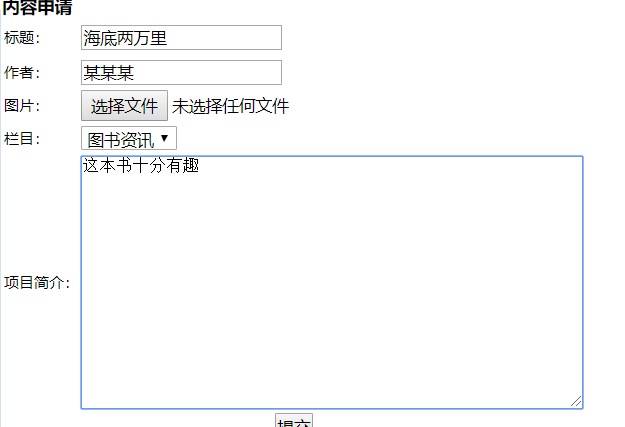 内容申请
标题： 海底两万里
作者： 某某某
图片： 选择文件 未选择任何文件
栏目： 图书资讯
这本书十分有趣
项目简介：
提交